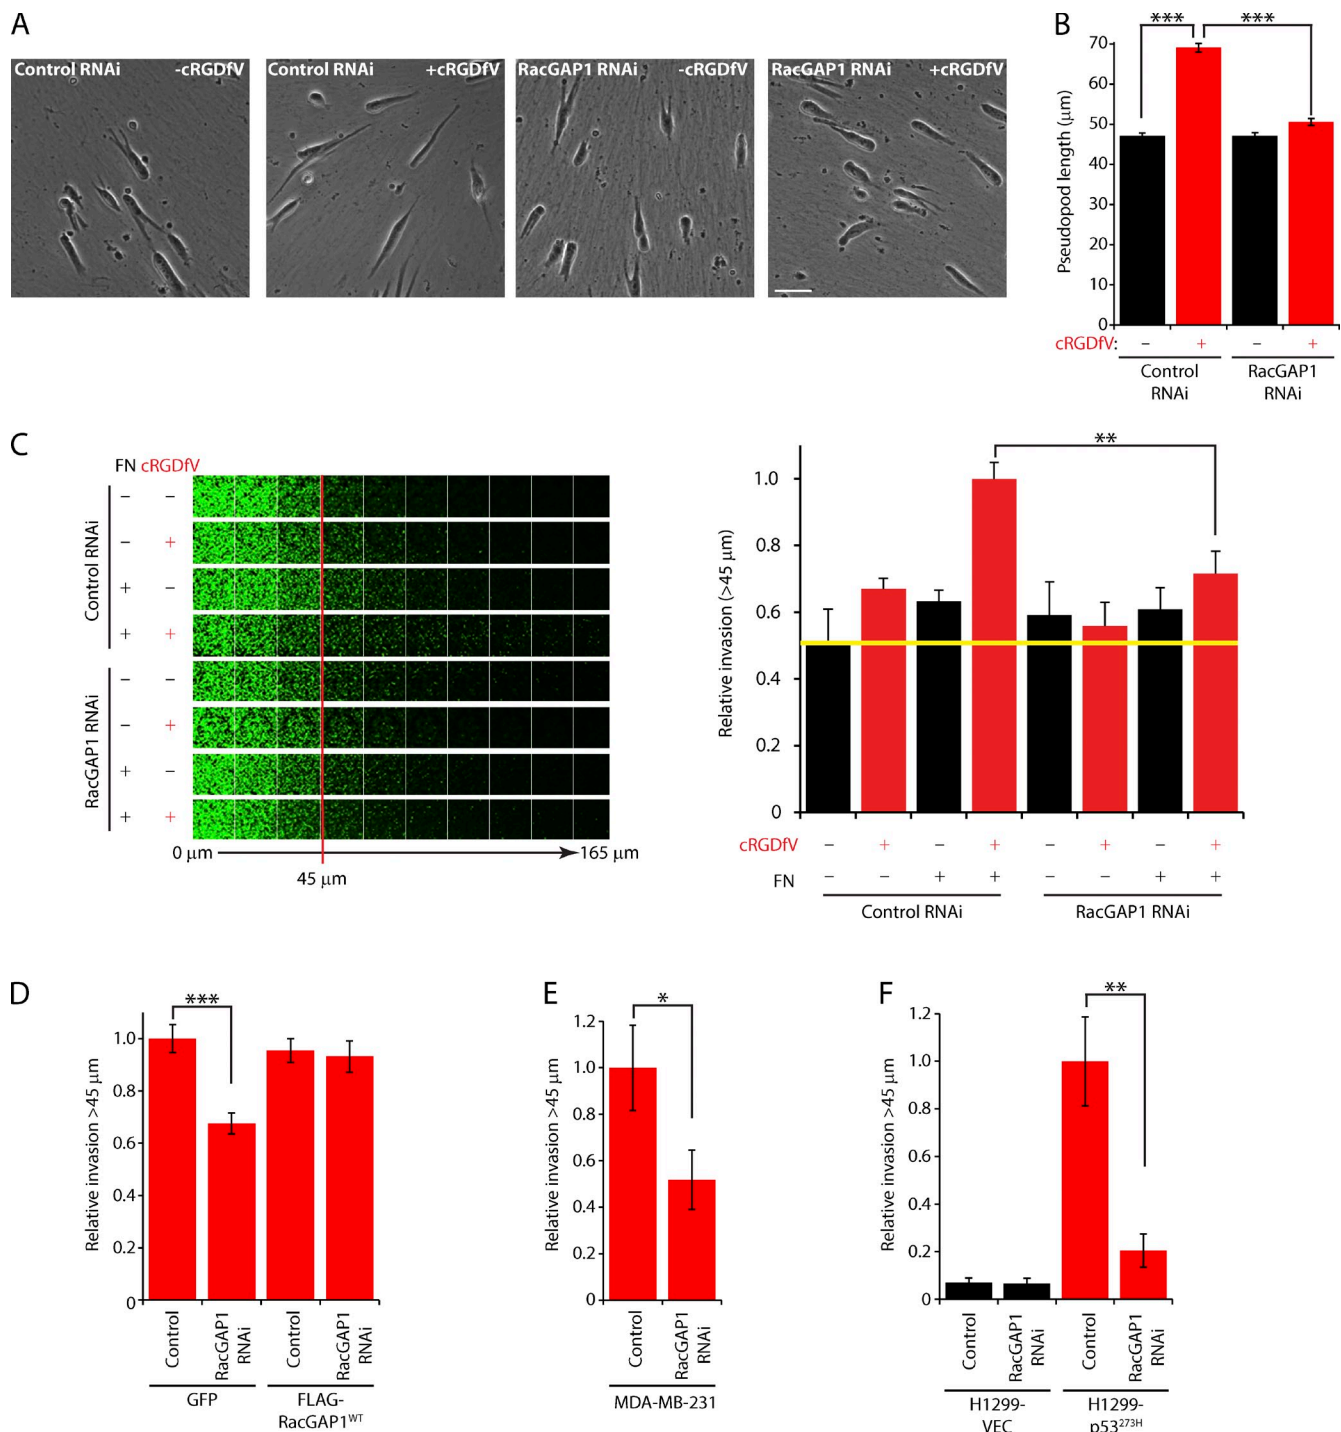 A
Control RNAi -cRGDfV
Control RNAi +cRGDfV
RacGAP1 RNAi -cRGDfV
RacGAP1 RNAi +cRGDfV
B
*** ***
Pseudopod length (μm)
70
60
50
40
30
20
10
0
cRGDfV: – + – +
Control RNAi
RacGAP1 RNAi
C
FN cRGDfV
Control RNAi
– –
– +
+ –
+ +
RacGAP1 RNAi
– –
– +
+ –
+ +
0 μm
165 μm
45 μm
**
Relative invasion (>45 μm)
1.0
0.8
0.6
0.4
0.2
0
cRGDfV – + – + – + – +
FN – – + + – – + +
Control RNAi
RacGAP1 RNAi
D
***
Relative invasion >45 μm
1.0
0.8
0.6
0.4
0.2
0
Control
RacGAP1 RNAi
Control
RacGAP1 RNAi
GFP
FLAG-
RacGAP1WT
E
*
Relative invasion >45 μm
1.2
1.0
0.8
0.6
0.4
0.2
0
Control
RacGAP1 RNAi
MDA-MB-231
F
**
Relative invasion >45 μm
1.2
1.0
0.8
0.6
0.4
0.2
0
Control
RacGAP1 RNAi
Control
RacGAP1 RNAi
H1299-
VEC
H1299-
p53273H